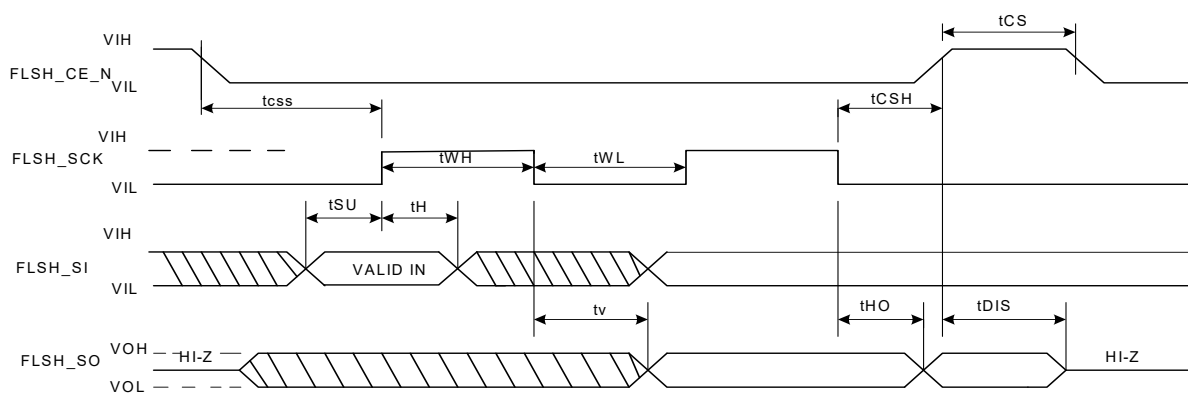 tCS
VIH
FLSH_CE_N
VIL
tcss
tCSH
VIH
FLSH_SCK
tWH
tWL
VIL
tSU
tH
VIH
FLSH_SI
VALID IN
VIL
tv
tHO
tDIS
VOH
HI-Z
HI-Z
FLSH_SO
VOL